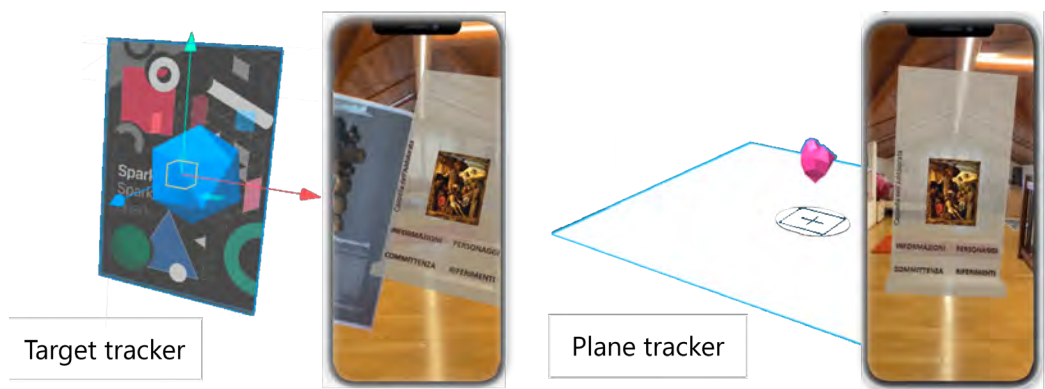 Spark
Spark
INFORMAZIONI PERSONAGGI
COMMITTENZA RIFERIMENTI
Target tracker
INFORMAZIONI PERSONAGGI
COMMITTENZA RIFERIMENTI
Plane tracker